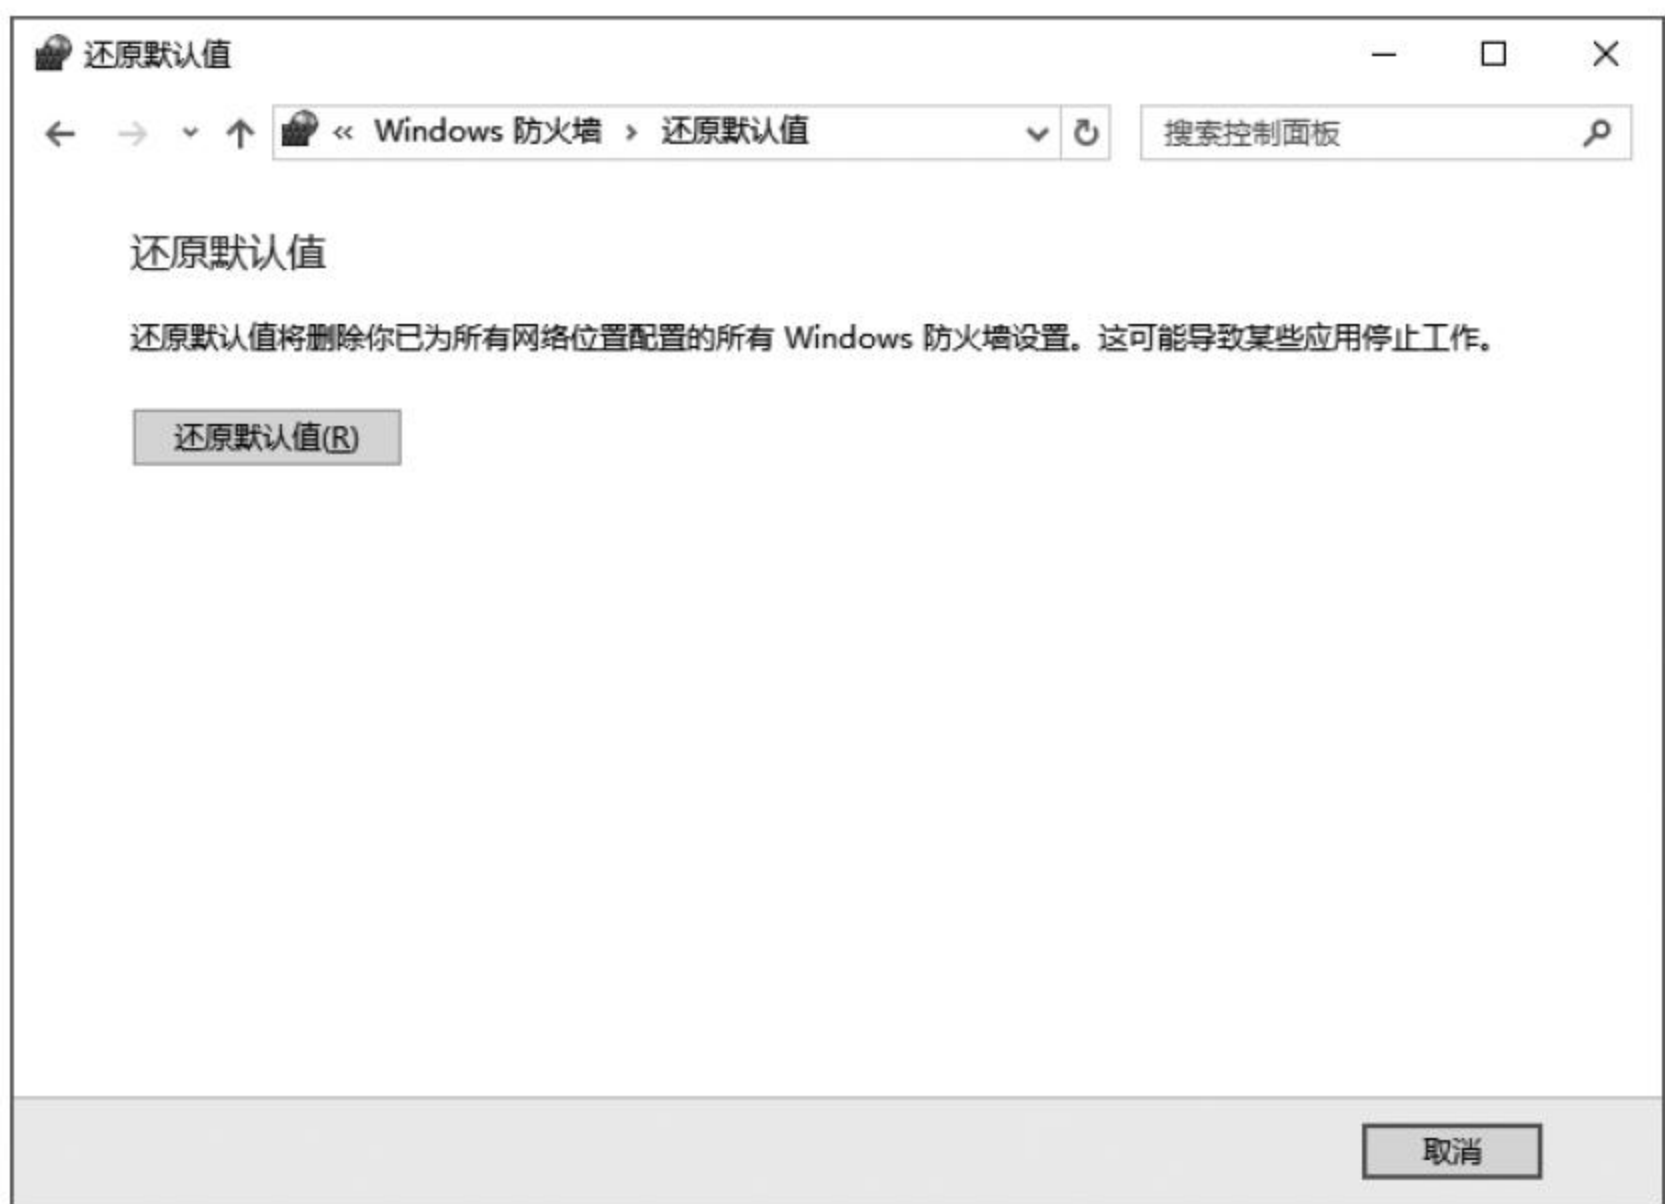 还原默认值
« Windows 防火墙 › 还原默认值
搜索控制面板
还原默认值
还原默认值将删除你已为所有网络位置配置的所有 Windows 防火墙设置。这可能导致某些应用停止工作。
还原默认值(R)
取消